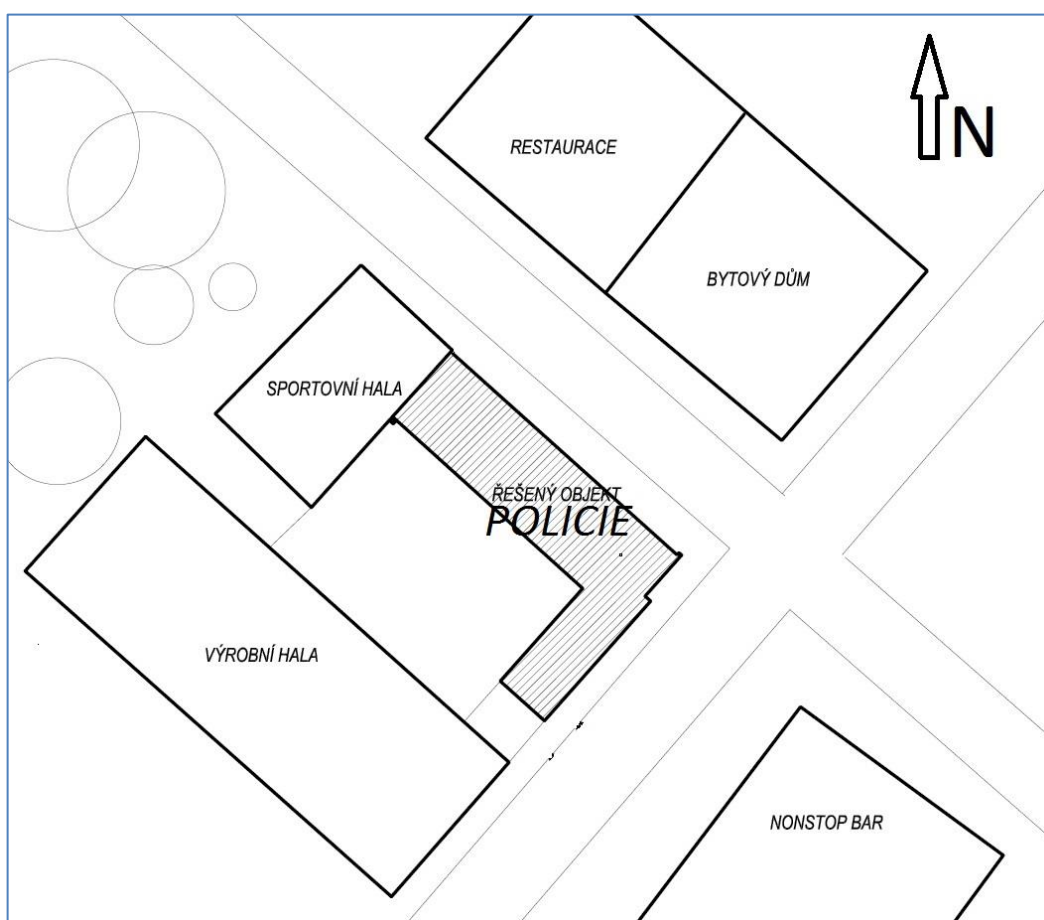 N
RESTAURACE
BYTOVÝ DŮM
SPORTOVNÍ HALA
ŘEŠENÝ OBJEKT
POLICIE
VÝROBNÍ HALA
NONSTOP BAR